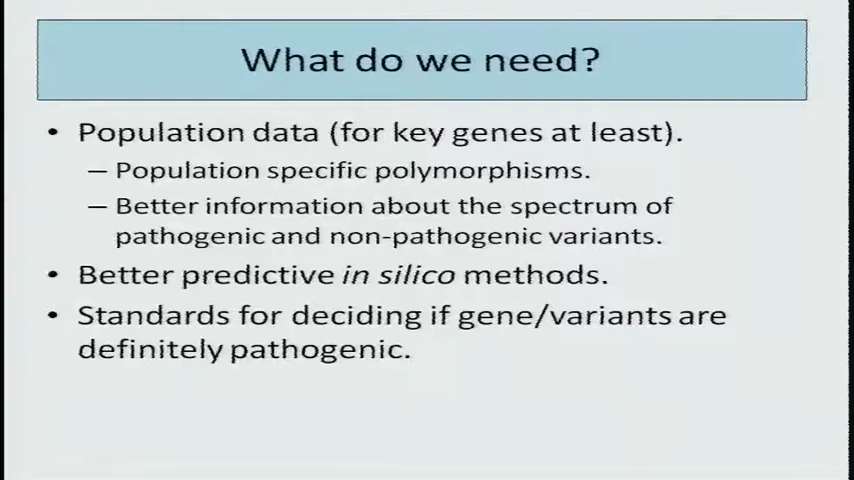 What do we need?
• Population data (for key genes at least).
– Population specific polymorphisms.
– Better information about the spectrum of
pathogenic and non-pathogenic variants.
• Better predictive in silico methods.
• Standards for deciding if gene/variants are
definitely pathogenic.